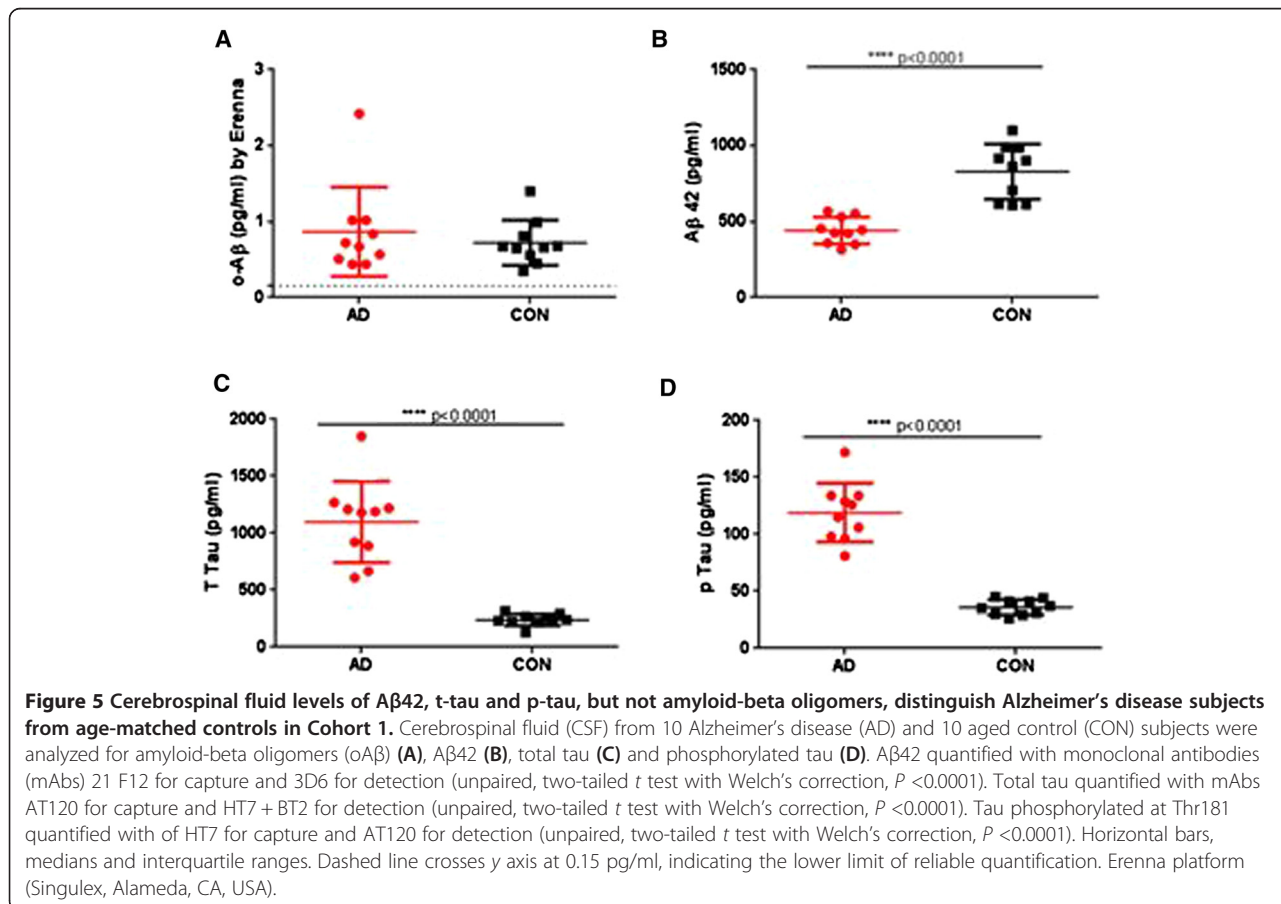 A
o-Aβ (pg/ml) by Erenna
3
2
1
0
AD
CON
B
**** p<0.0001
Aβ 42 (pg/ml)
1500
1000
500
0
AD
CON
C
**** p<0.0001
T Tau (pg/ml)
2000
1500
1000
500
0
AD
CON
D
**** p<0.0001
p Tau (pg/ml)
200
150
100
50
0
AD
CON
Figure 5 Cerebrospinal fluid levels of Aβ42, t-tau and p-tau, but not amyloid-beta oligomers, distinguish Alzheimer's disease subjects
from age-matched controls in Cohort 1. Cerebrospinal fluid (CSF) from 10 Alzheimer's disease (AD) and 10 aged control (CON) subjects were
analyzed for amyloid-beta oligomers (oAβ) (A), Aβ42 (B), total tau (C) and phosphorylated tau (D). Aβ42 quantified with monoclonal antibodies
(mAbs) 21 F12 for capture and 3D6 for detection (unpaired, two-tailed t test with Welch's correction, P <0.0001). Total tau quantified with mAbs
AT120 for capture and HT7 + BT2 for detection (unpaired, two-tailed t test with Welch's correction, P <0.0001). Tau phosphorylated at Thr181
quantified with of HT7 for capture and AT120 for detection (unpaired, two-tailed t test with Welch's correction, P <0.0001). Horizontal bars,
medians and interquartile ranges. Dashed line crosses y axis at 0.15 pg/ml, indicating the lower limit of reliable quantification. Erenna platform
(Singulex, Alameda, CA, USA).